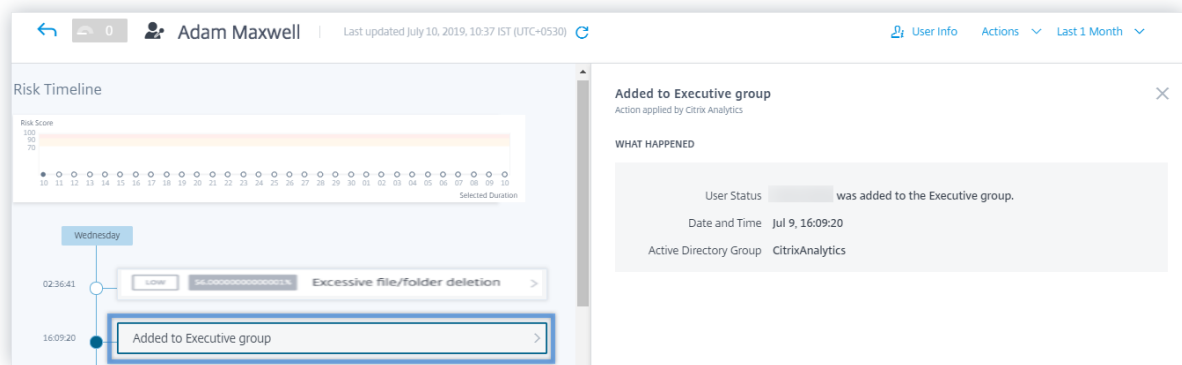 0 Adam Maxwell Last updated July 10, 2019, 10:37 IST (UTC+0530) User Info Actions Last 1 Month
Risk Timeline
Risk Score
100
90
70
10 11 12 13 14 15 16 17 18 19 20 21 22 23 24 25 26 27 28 29 30 01 02 03 04 05 06 07 08 09 10
Selected Duration
Wednesday
02:36:41 LOW 56.00000000000001% Excessive file/folder deletion
16:09:20 Added to Executive group
Added to Executive group
Action applied by Citrix Analytics
WHAT HAPPENED
User Status was added to the Executive group.
Date and Time Jul 9, 16:09:20
Active Directory Group CitrixAnalytics